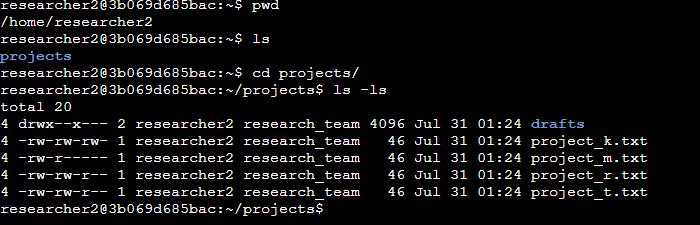 researcher2@3b069d685bac:~$ pwd
/home/researcher2
researcher2@3b069d685bac:~$ ls
projects
researcher2@3b069d685bac:~$ cd projects/
researcher2@3b069d685bac:~/projects$ ls -ls
total 20
4 drwx--x--- 2 researcher2 research_team 4096 Jul 31 01:24 drafts
4 -rw-rw-rw- 1 researcher2 research_team   46 Jul 31 01:24 project_k.txt
4 -rw-r----- 1 researcher2 research_team   46 Jul 31 01:24 project_m.txt
4 -rw-rw-r-- 1 researcher2 research_team   46 Jul 31 01:24 project_r.txt
4 -rw-rw-r-- 1 researcher2 research_team   46 Jul 31 01:24 project_t.txt
researcher2@3b069d685bac:~/projects$